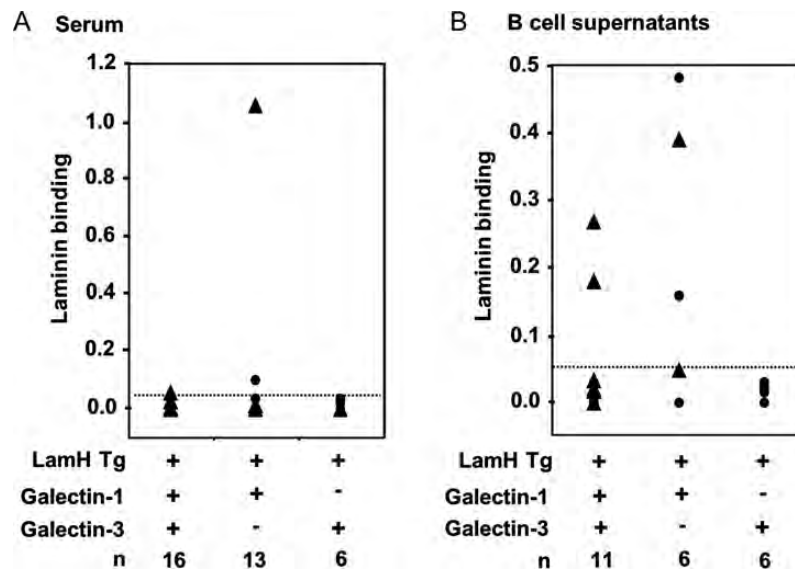 A Serum
Laminin binding
1.2
1.0
0.8
0.6
0.4
0.2
0.0
LamH Tg + + +
Galectin-1 + + -
Galectin-3 + - +
n 16 13 6
B B cell supernatants
Laminin binding
0.5
0.4
0.3
0.2
0.1
0.0
LamH Tg + + +
Galectin-1 + + -
Galectin-3 + - +
n 11 6 6